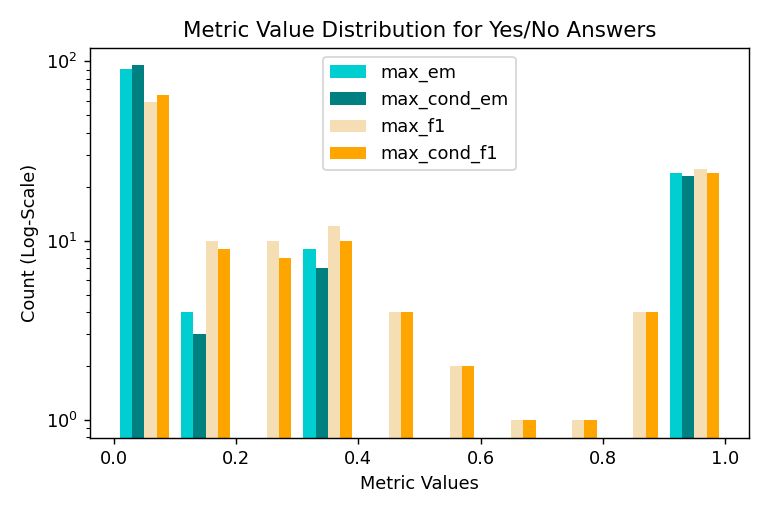 Metric Value Distribution for Yes/No Answers
max_em
max_cond_em
max_f1
max_cond_f1
Count (Log-Scale)
10²
10¹
10⁰
0.0 0.2 0.4 0.6 0.8 1.0
Metric Values